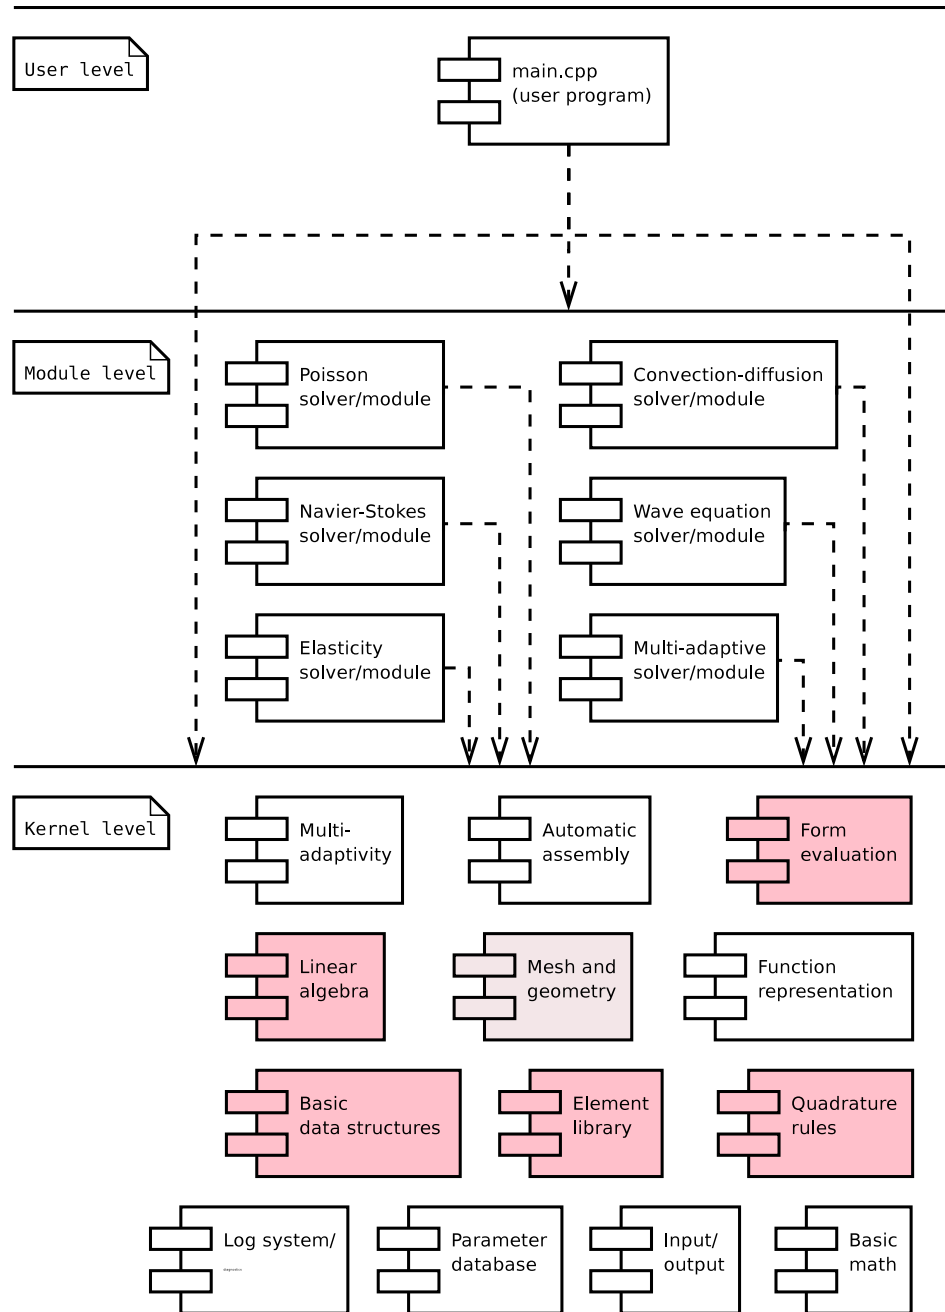 User level
main.cpp
(user program)
Module level
Poisson
solver/module
Convection-diffusion
solver/module
Navier-Stokes
solver/module
Wave equation
solver/module
Elasticity
solver/module
Multi-adaptive
solver/module
Kernel level
Multi-
adaptivity
Automatic
assembly
Form
evaluation
Linear
algebra
Mesh and
geometry
Function
representation
Basic
data structures
Element
library
Quadrature
rules
Log system/
diagnostics
Parameter
database
Input/
output
Basic
math